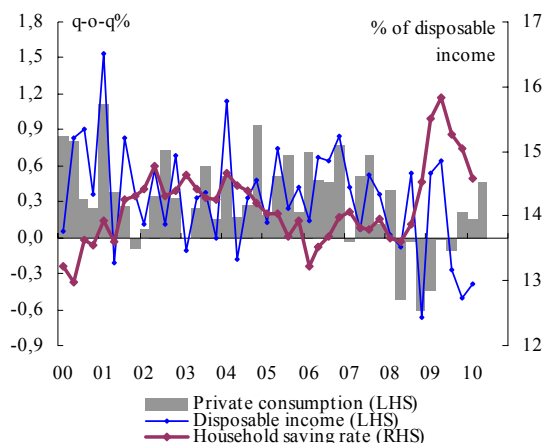 q-o-q%
% of disposable
income
1,8
1,5
1,2
0,9
0,6
0,3
0,0
-0,3
-0,6
-0,9
17
16
15
14
13
12
00 01 02 03 04 05 06 07 08 09 10
Private consumption (LHS)
Disposable income (LHS)
Household saving rate (RHS)